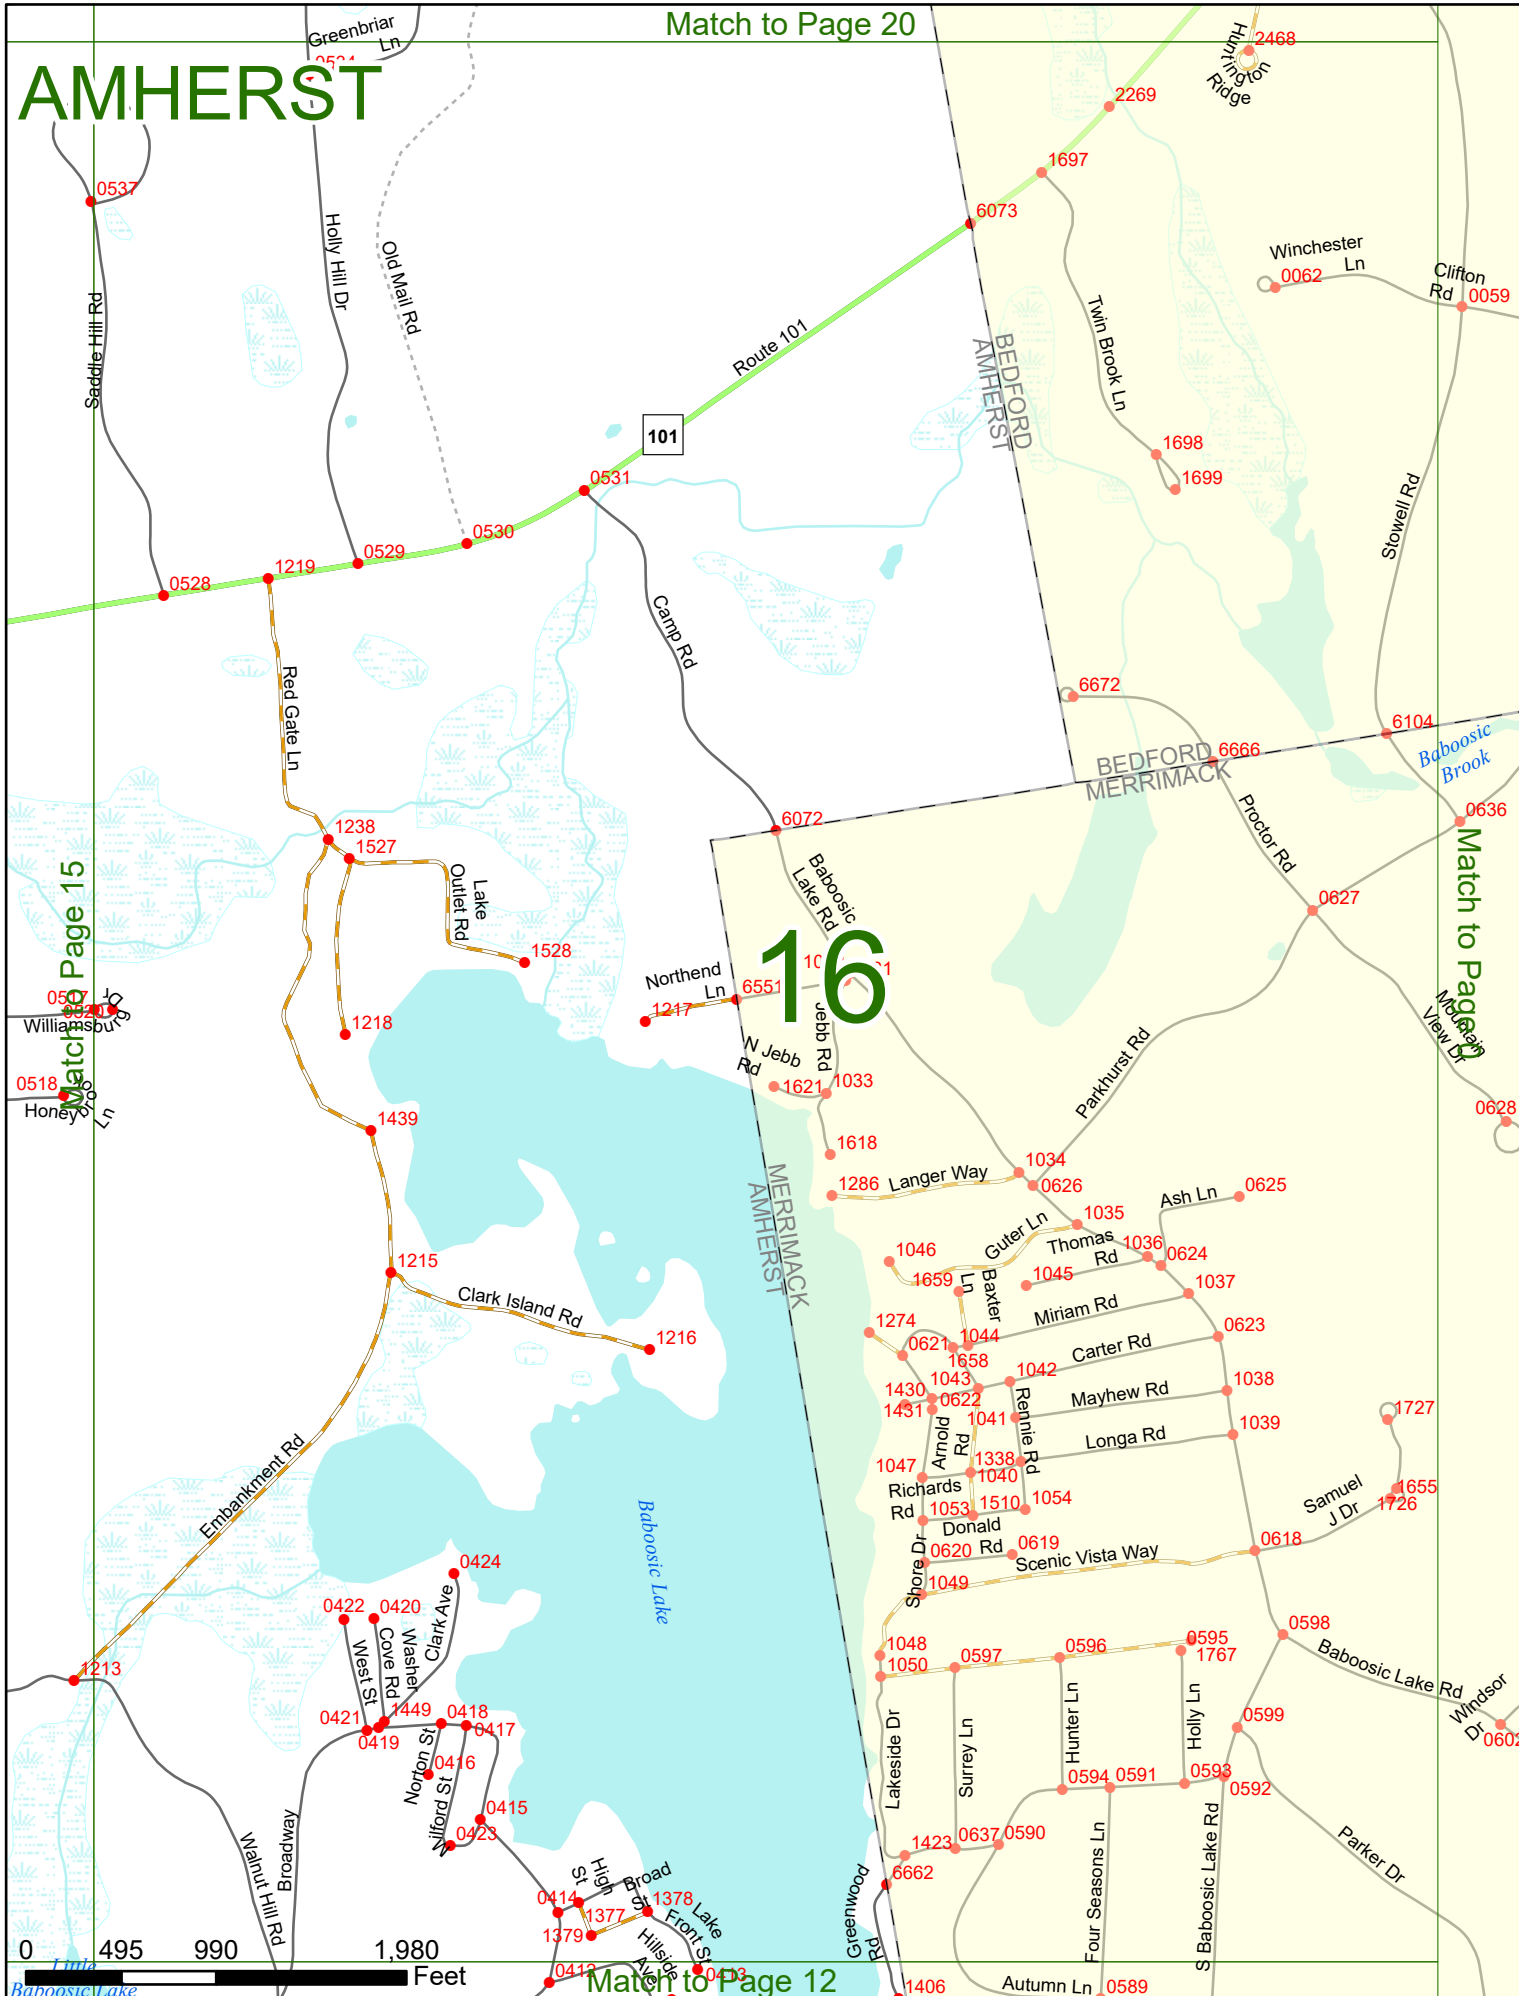 Match to Page 20
AMHERST
Greenbriar
Ln
0534
Hunt
ington
Ridge
2468
2269
1697
6073
0537
Saddle Hill Rd
Holly Hill Dr
Old Mail Rd
Route 101
101
BEDFORD
AMHERST
Winchester
Ln
0062
Clifton
Rd
0059
Twin Brook Ln
1698
1699
Stowell Rd
0531
0530
0529
1219
0528
Camp Rd
Red Gate Ln
6672
6104
6666
BEDFORD
MERRIMACK
Baboosic
Brook
0636
Proctor Rd
6072
1238
1527
Lake
Outlet Rd
1528
Baboosic
Lake Rd
16
0627
Match to Page 0
Match to Page 15
Northend
Ln
6551
1217
1218
0517
0520
Williamsburg
Dr
0518
Honey
Ln
N Jebb
Rd
Jebb Rd
1621
1033
1618
Parkhurst Rd
Mountain
View Dr
0628
1439
1286
Langer Way
1034
0626
MERRIMACK
AMHERST
Ash Ln
0625
1035
Guter Ln
Thomas
Rd
1036
0624
1046
1659
Baxter
Ln
1045
1037
Miriam Rd
1215
Clark Island Rd
1216
1274
0621
1044
1658
0623
Carter Rd
1043
1042
1430
0622
1431
1038
Mayhew Rd
1041
Rennie Rd
1727
1039
Longa Rd
Arnold
Rd
1338
1047
1040
Richards
Rd
1655
1726
Samuel
J Dr
1053
1510
1054
Donald
Rd
Embankment Rd
Baboosic Lake
0618
0620
0619
Scenic Vista Way
Shore Dr
1049
0424
0422
0420
Clark Ave
Washer
Cove Rd
West St
1048
1050
0597
0596
0595
1767
0598
Baboosic Lake Rd
Windsor
Dr
0602
1213
0421
0419
1449
0418
0417
0599
Norton St
0416
Milford St
Lakeside Dr
Surrey Ln
Hunter Ln
Holly Ln
0594
0591
0593
0592
0415
0423
1423
0637
0590
6662
Walnut Hill Rd
Broadway
Greenwood
Rd
Four Seasons Ln
S Baboosic Lake Rd
Parker Dr
High
St
Broad
St
0414
1377
1378
1379
Lake
Front St
Hillside
Ave
0412
0413
1406
Autumn Ln
0589
0 495 990 1,980
Feet
Little
Baboosic Lake
Match to Page 12